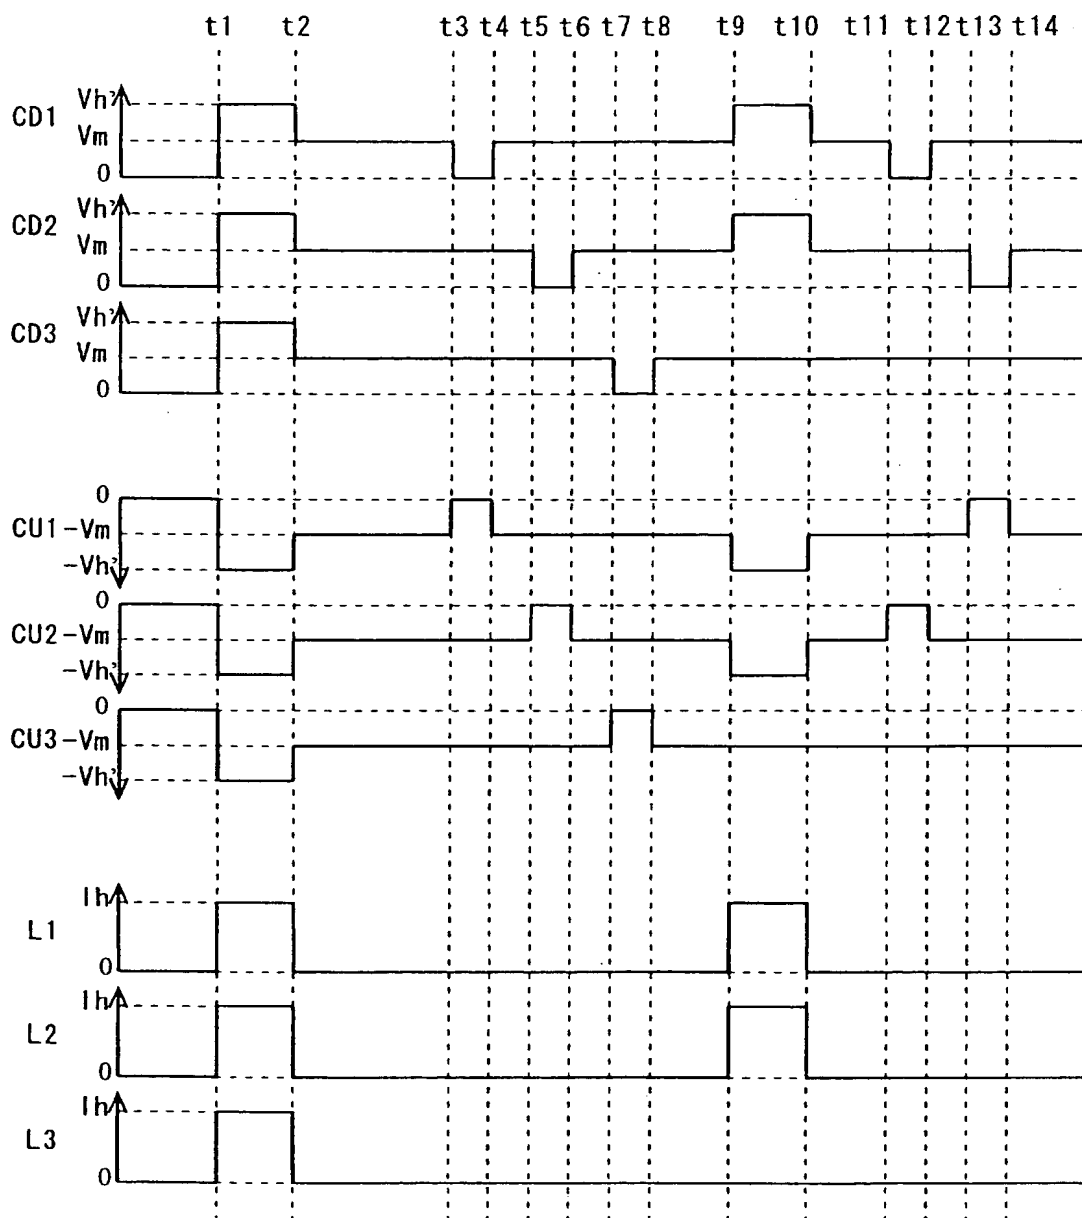 t1 t2 t3 t4 t5 t6 t7 t8 t9 t10 t11 t12 t13 t14
CD1 Vh' Vm 0
CD2 Vh' Vm 0
CD3 Vh' Vm 0
CU1 0 -Vm -Vh'
CU2 0 -Vm -Vh'
CU3 0 -Vm -Vh'
L1 Ih 0
L2 Ih 0
L3 Ih 0